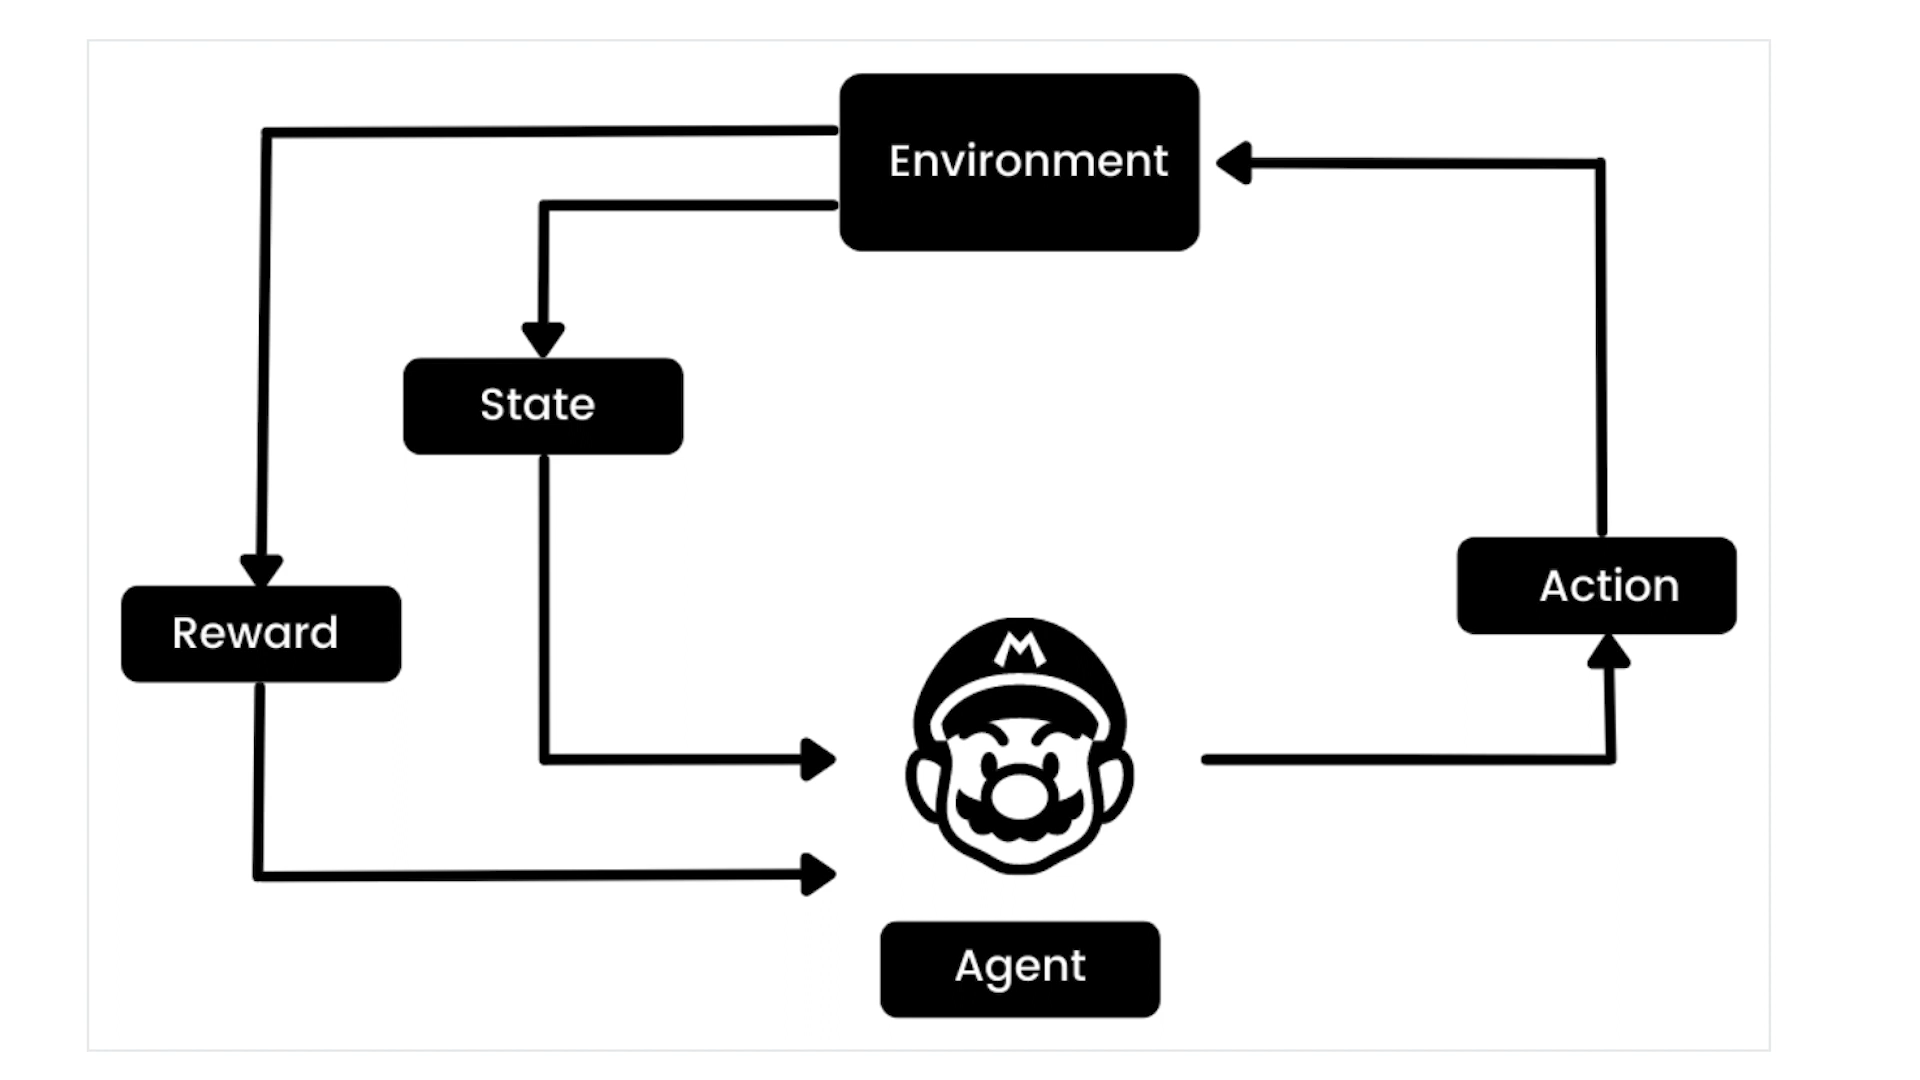 Environment
State
Reward
Action
M
Agent